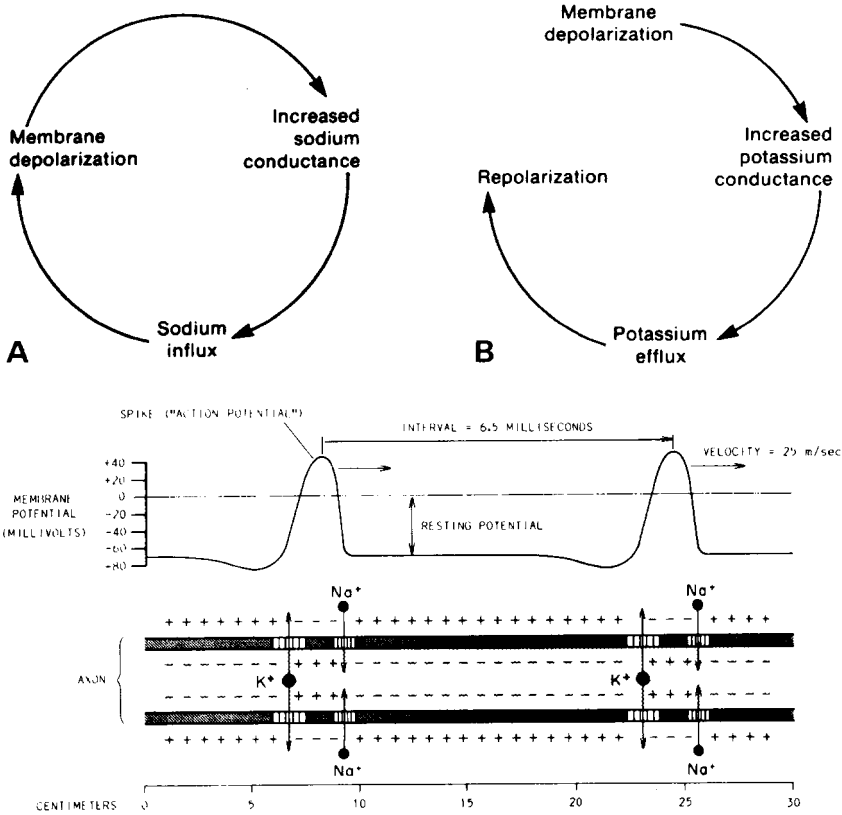 Membrane
depolarization
Increased
sodium
conductance
Sodium
influx
A
Membrane
depolarization
Increased
potassium
conductance
Potassium
efflux
Repolarization
B
SPIKE ("ACTION POTENTIAL")
INTERVAL = 6.5 MILLISECONDS
VELOCITY = 25 m/sec
MEMBRANE
POTENTIAL
(MILLIVOLTS)
+40
+20
0
-20
-40
-60
-80
RESTING POTENTIAL
Na+
Na+
+ + + + + + - - - + + + + + + + + + + + + - - - + + +
K+
K+
AXON
Na+
Na+
CENTIMETERS
0 5 10 15 20 25 30